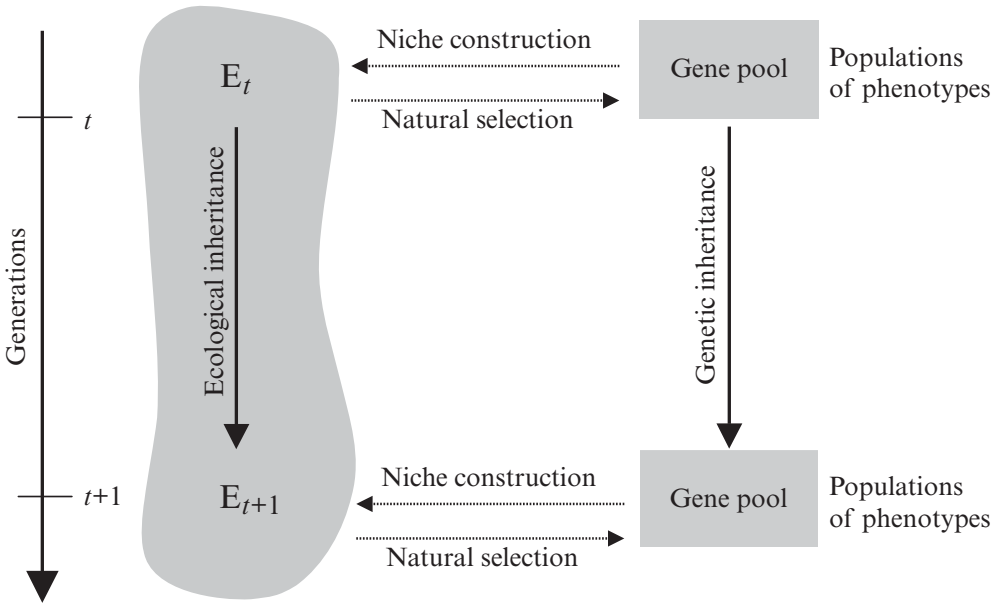 Niche construction
E_t
Gene pool
Populations
of phenotypes
Natural selection
t
Generations
Ecological inheritance
Genetic inheritance
Niche construction
t+1
E_{t+1}
Gene pool
Populations
of phenotypes
Natural selection